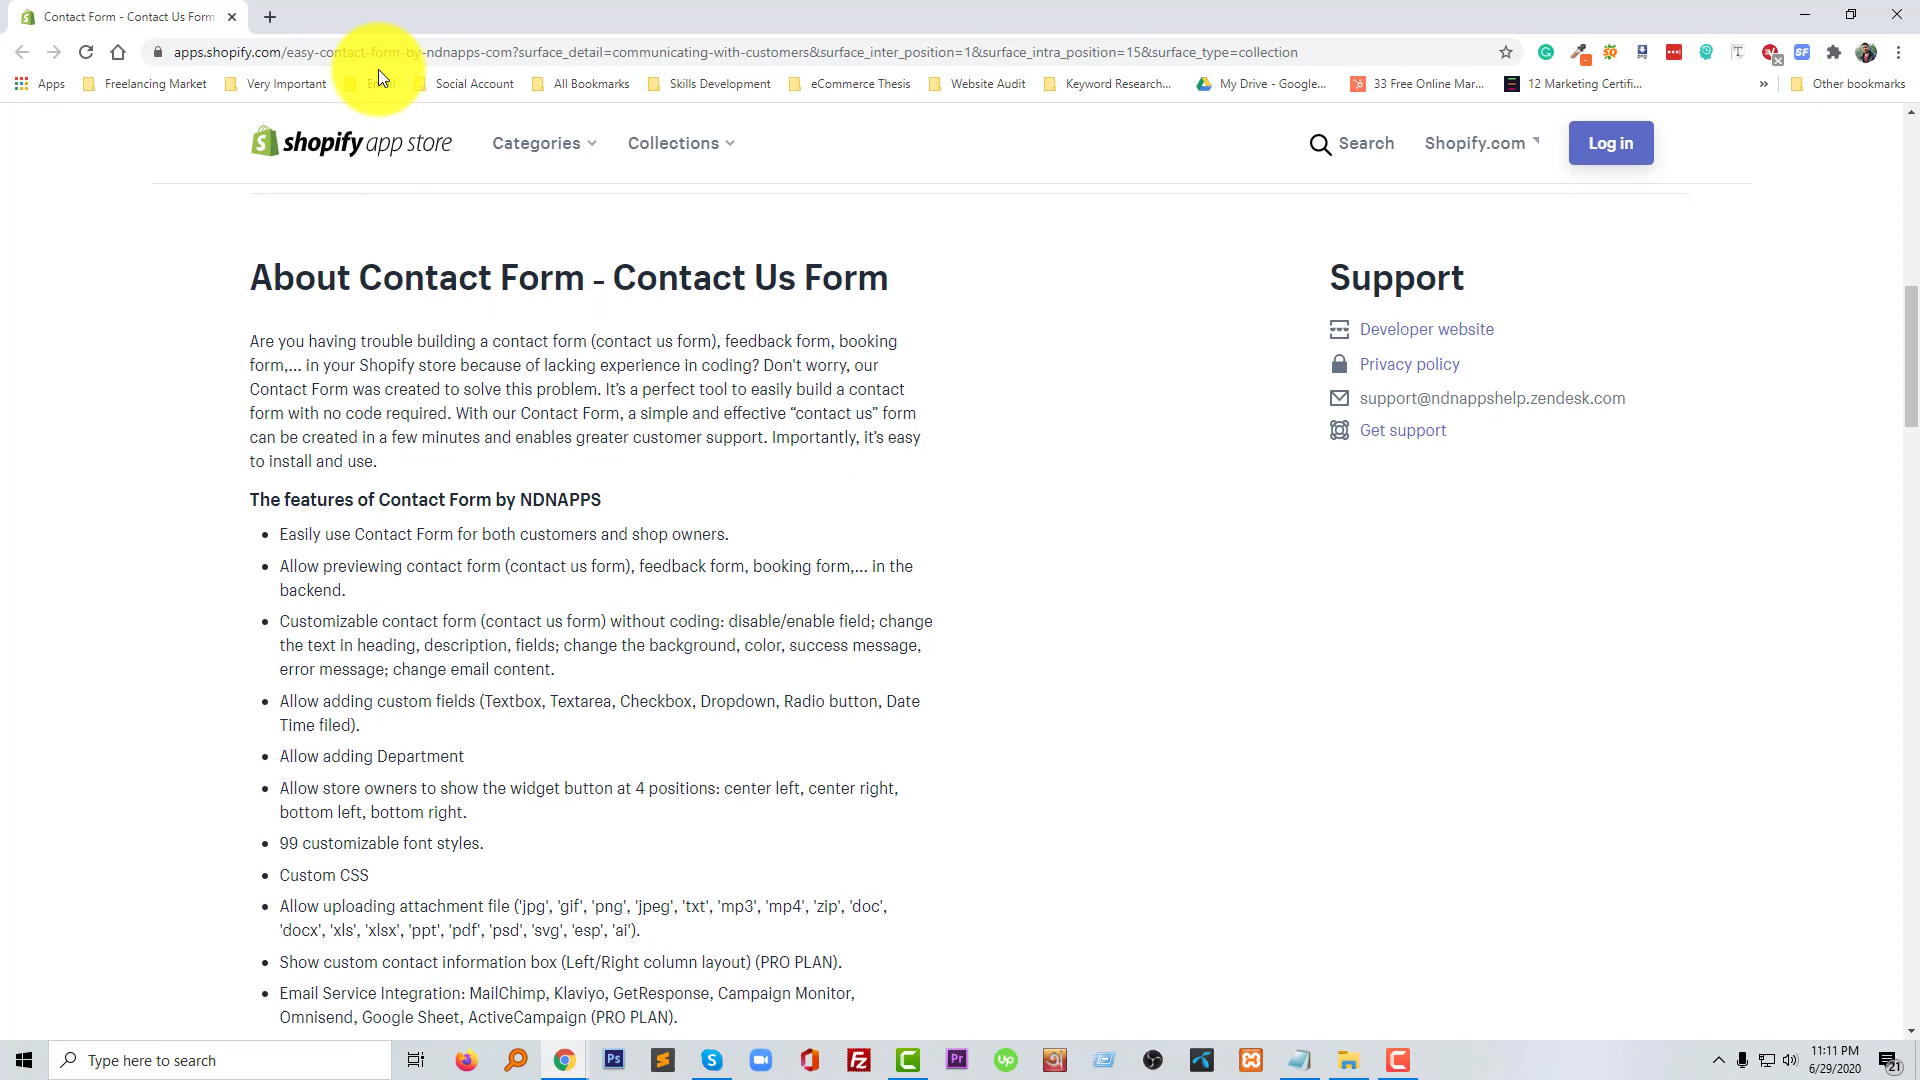 Contact Form - Contact Us Form
apps.shopify.com/easy-contact-form-by-ndnapps-com?surface_detail=communicating-with-customers&surface_inter_position=1&surface_intra_position=15&surface_type=collection
Apps
Freelancing Market
Very Important
Email
Social Account
All Bookmarks
Skills Development
eCommerce Thesis
Website Audit
Keyword Research...
My Drive - Google...
33 Free Online Mar...
12 Marketing Certifi...
»
Other bookmarks
shopify app store
Categories
Collections
Search
Shopify.com
Log in
About Contact Form - Contact Us Form
Are you having trouble building a contact form (contact us form), feedback form, booking
form,... in your Shopify store because of lacking experience in coding? Don't worry, our
Contact Form was created to solve this problem. It's a perfect tool to easily build a contact
form with no code required. With our Contact Form, a simple and effective “contact us” form
can be created in a few minutes and enables greater customer support. Importantly, it's easy
to install and use.
The features of Contact Form by NDNAPPS
• Easily use Contact Form for both customers and shop owners.
• Allow previewing contact form (contact us form), feedback form, booking form,... in the
backend.
• Customizable contact form (contact us form) without coding: disable/enable field; change
the text in heading, description, fields; change the background, color, success message,
error message; change email content.
• Allow adding custom fields (Textbox, Textarea, Checkbox, Dropdown, Radio button, Date
Time filed).
• Allow adding Department
• Allow store owners to show the widget button at 4 positions: center left, center right,
bottom left, bottom right.
• 99 customizable font styles.
• Custom CSS
• Allow uploading attachment file ('jpg', 'gif', 'png', 'jpeg', 'txt', 'mp3', 'mp4', 'zip', 'doc',
'docx', 'xls', 'xlsx', 'ppt', 'pdf', 'psd', 'svg', 'esp', 'ai').
• Show custom contact information box (Left/Right column layout) (PRO PLAN).
• Email Service Integration: MailChimp, Klaviyo, GetResponse, Campaign Monitor,
Omnisend, Google Sheet, ActiveCampaign (PRO PLAN).
Support
Developer website
Privacy policy
support@ndnappshelp.zendesk.com
Get support
Type here to search
11:11 PM
6/29/2020
21